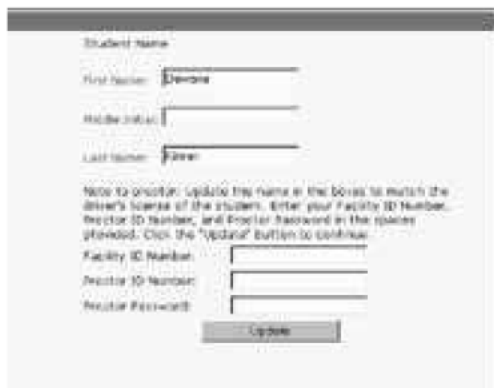 Student Name
First Name:
Middle Initial:
Last Name:
Note to proctor: Update the name in the boxes to match the
driver's license of the student. Enter your Facility ID Number,
Proctor ID Number, and Proctor Password in the spaces
provided. Click the "Update" button to continue.
Facility ID Number:
Proctor ID Number:
Proctor Password:
Update